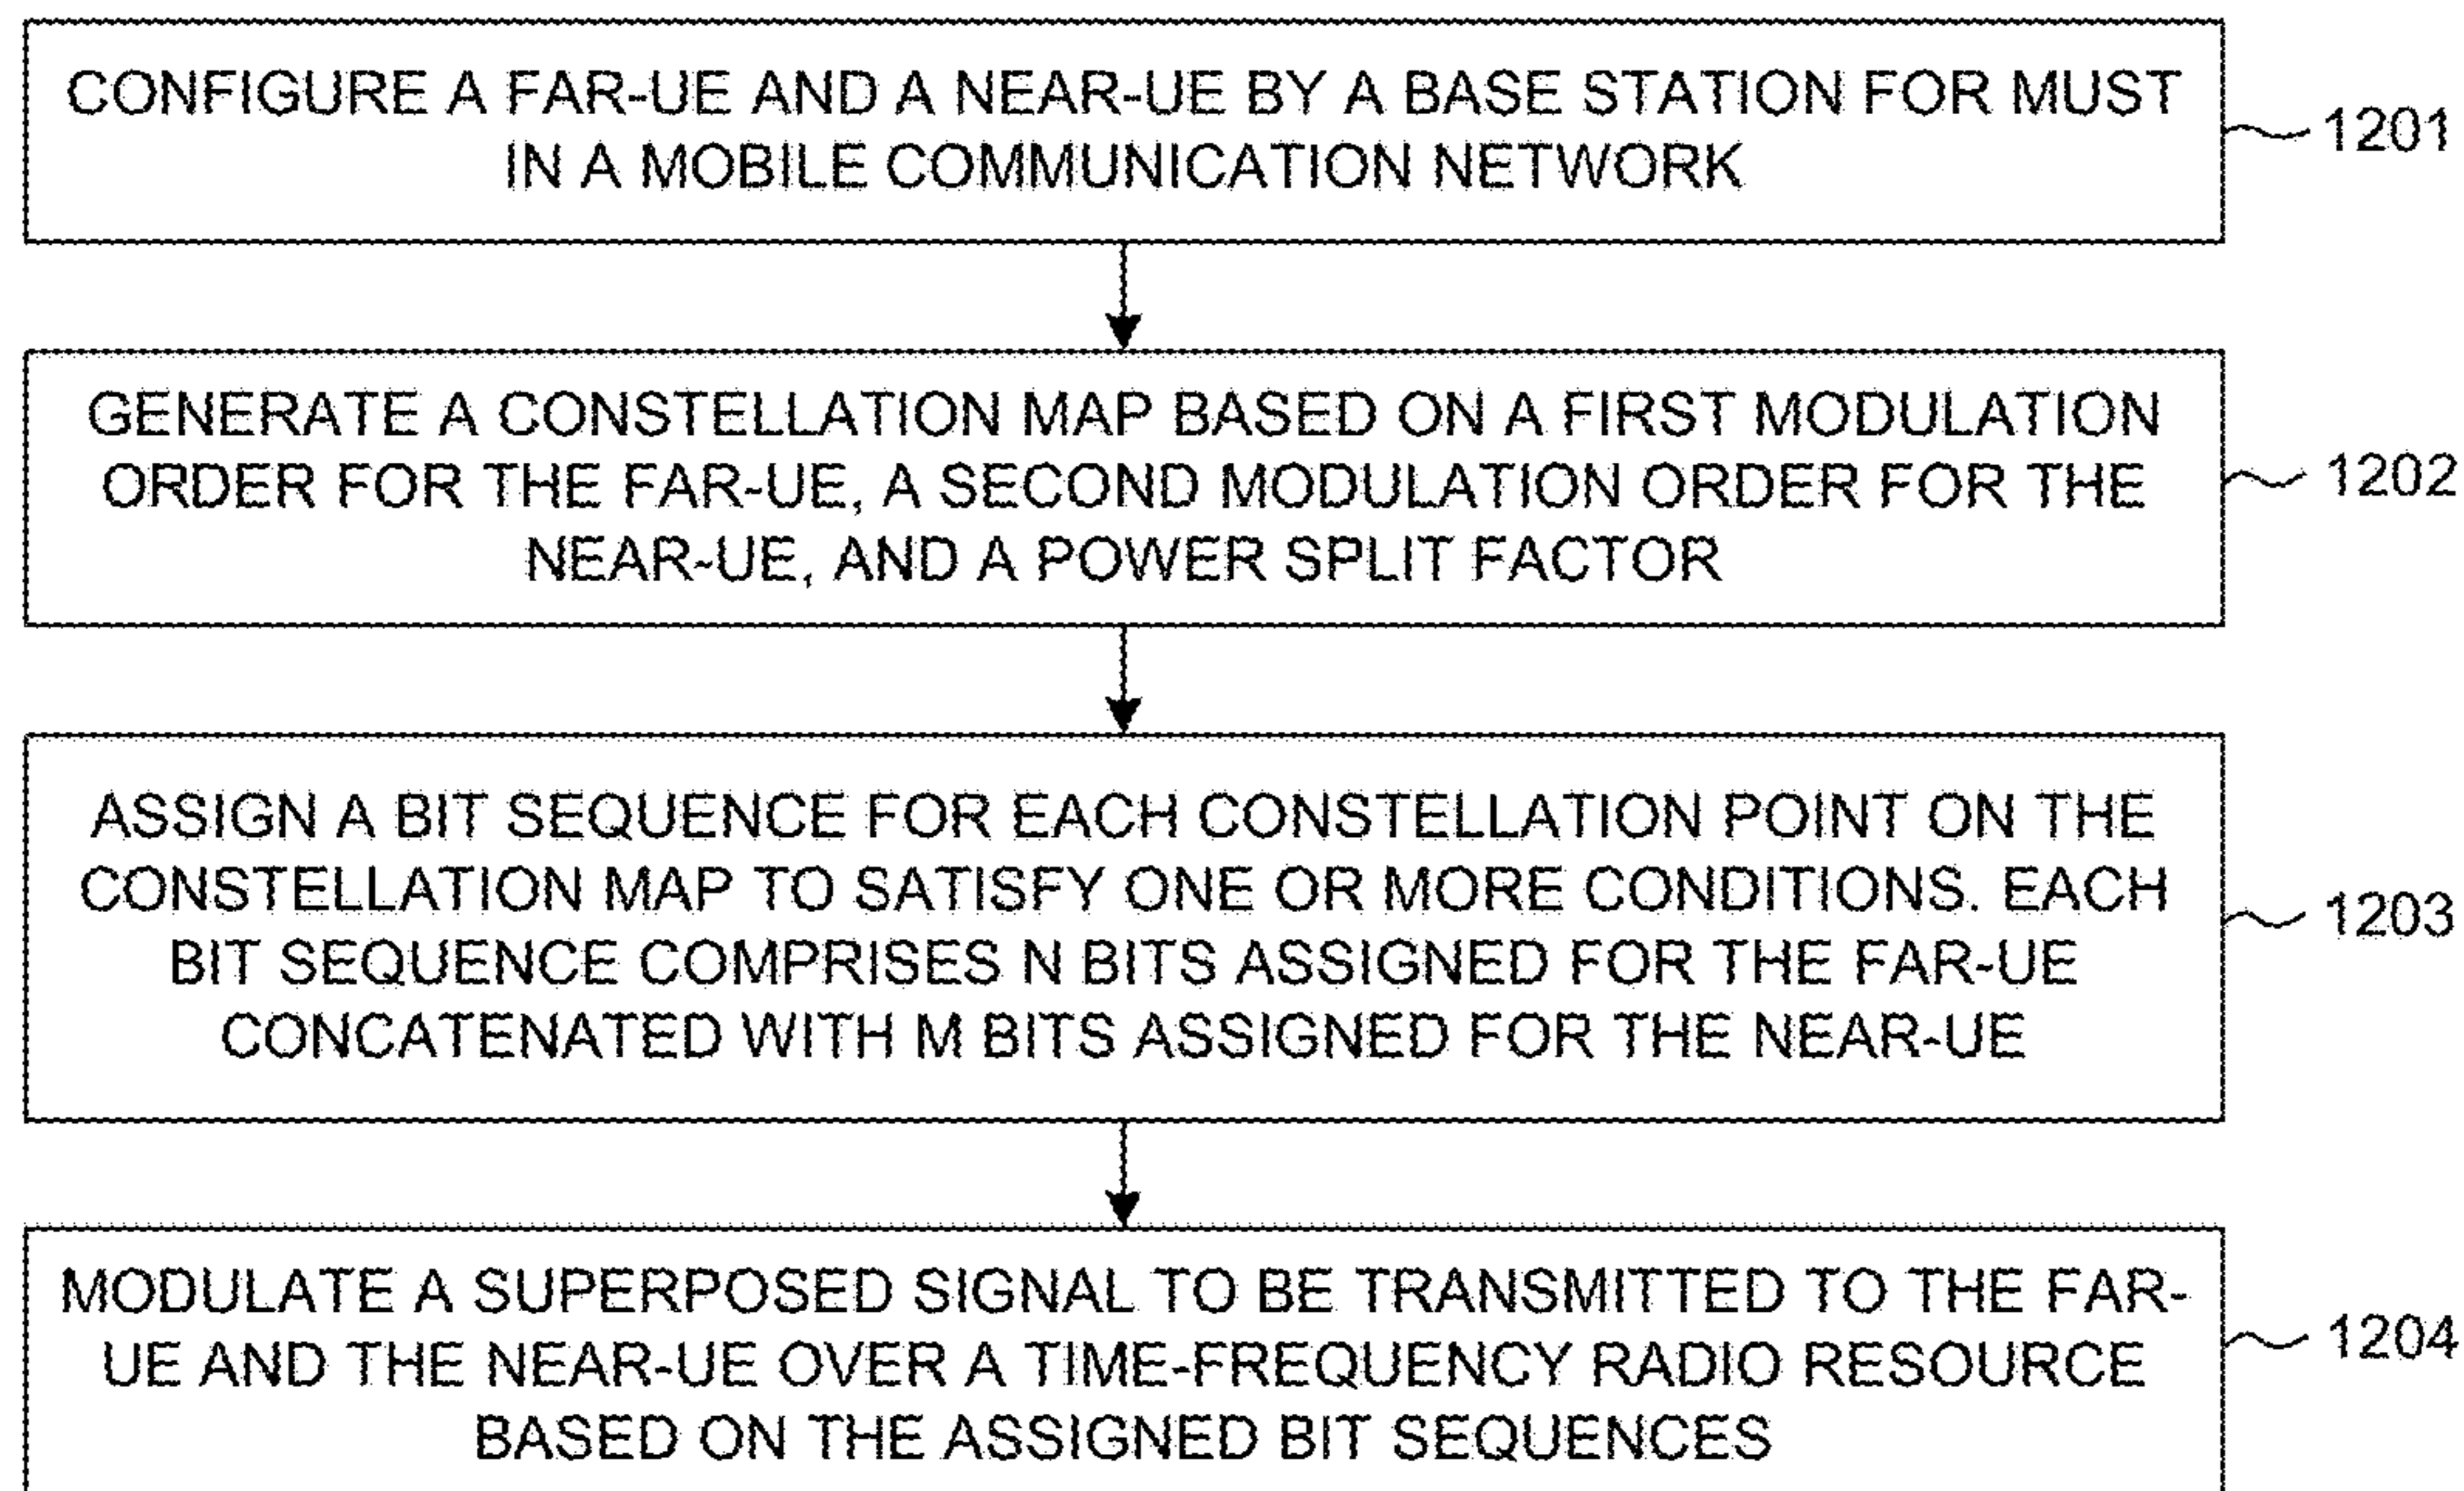 CONFIGURE A FAR-UE AND A NEAR-UE BY A BASE STATION FOR MUST
IN A MOBILE COMMUNICATION NETWORK
1201
GENERATE A CONSTELLATION MAP BASED ON A FIRST MODULATION
ORDER FOR THE FAR-UE, A SECOND MODULATION ORDER FOR THE
NEAR-UE, AND A POWER SPLIT FACTOR
1202
ASSIGN A BIT SEQUENCE FOR EACH CONSTELLATION POINT ON THE
CONSTELLATION MAP TO SATISFY ONE OR MORE CONDITIONS. EACH
BIT SEQUENCE COMPRISES N BITS ASSIGNED FOR THE FAR-UE
CONCATENATED WITH M BITS ASSIGNED FOR THE NEAR-UE
1203
MODULATE A SUPERPOSED SIGNAL TO BE TRANSMITTED TO THE FAR-
UE AND THE NEAR-UE OVER A TIME-FREQUENCY RADIO RESOURCE
BASED ON THE ASSIGNED BIT SEQUENCES
1204